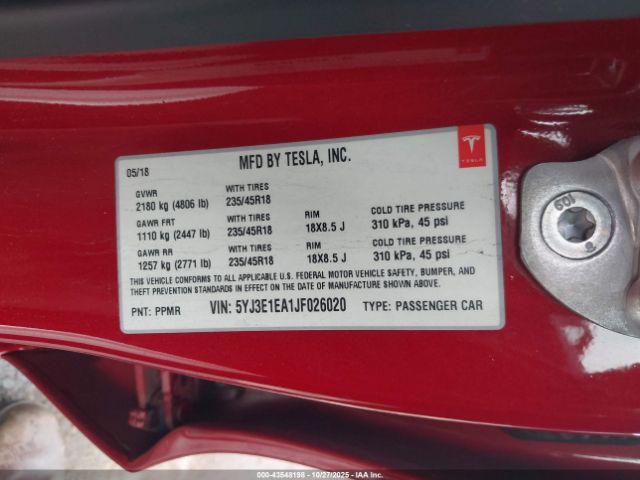 05/18 MFD BY TESLA, INC. TESLA
GVWR WITH TIRES
2180 kg (4806 lb) 235/45R18
GAWR FRT WITH TIRES RIM COLD TIRE PRESSURE
1110 kg (2447 lb) 235/45R18 18X8.5 J 310 kPa, 45 psi
GAWR RR WITH TIRES RIM COLD TIRE PRESSURE
1257 kg (2771 lb) 235/45R18 18X8.5 J 310 kPa, 45 psi
THIS VEHICLE CONFORMS TO ALL APPLICABLE U.S. FEDERAL MOTOR VEHICLE SAFETY, BUMPER, AND
THEFT PREVENTION STANDARDS IN EFFECT ON THE DATE OF MANUFACTURE SHOWN ABOVE.
PNT: PPMR VIN: 5YJ3E1EA1JF026020 TYPE: PASSENGER CAR
000-43548198 - 10/27/2025 - IAA Inc.